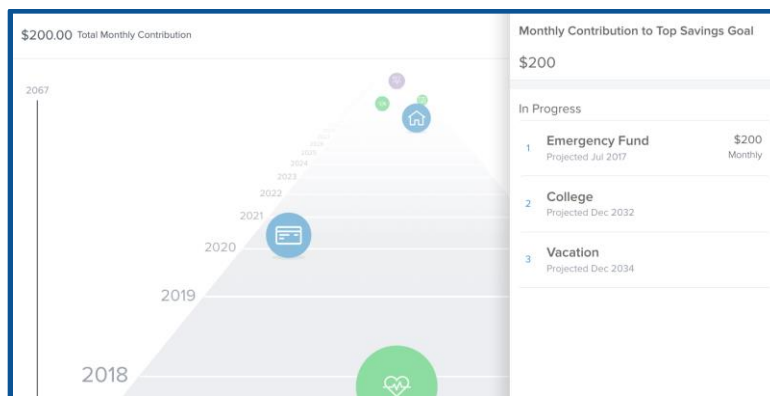 $200.00 Total Monthly Contribution
2067
2024
2023
2022
2021
2020
2019
2018
Monthly Contribution to Top Savings Goal
$200
In Progress
1 Emergency Fund $200
Projected Jul 2017 Monthly
2 College
Projected Dec 2032
3 Vacation
Projected Dec 2034